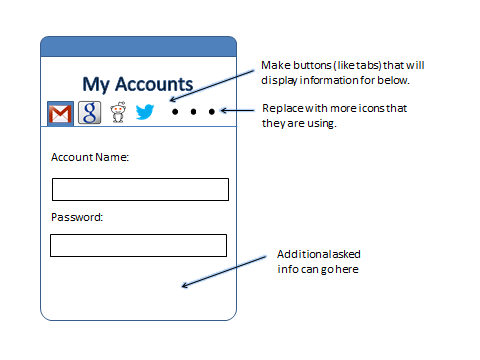 My Accounts
Make buttons (like tabs) that will
display information for below.
g
Replace with more icons that
they are using.
Account Name:
Password:
Additional asked
info can go here